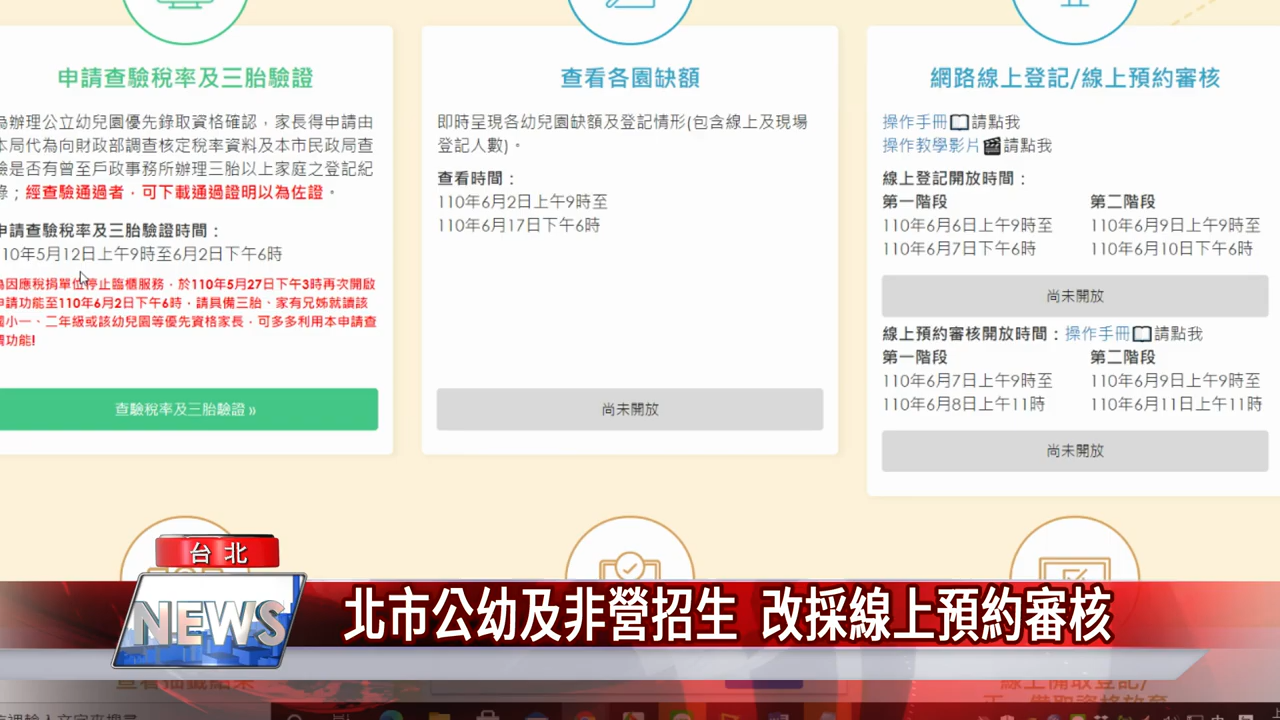 申請查驗稅率及三胎驗證
為辦理公立幼兒園優先錄取資格確認，家長得申請由
本局代為向財政部調查核定稅率資料及本市民政局查
驗是否有曾至戶政事務所辦理三胎以上家庭之登記紀
錄；經查驗通過者，可下載通過證明以為佐證。
申請查驗稅率及三胎驗證時間：
110年5月12日上午9時至6月2日下午6時
為因應稅捐單位停止臨櫃服務，於110年5月27日下午3時再次開啟
申請功能至110年6月2日下午6時，請具備三胎、家有兄姊就讀該
國小一、二年級或該幼兒園等優先資格家長，可多多利用本申請查
功能!
查驗稅率及三胎驗證 »
查看各園缺額
即時呈現各幼兒園缺額及登記情形(包含線上及現場
登記人數)。
查看時間：
110年6月2日上午9時至
110年6月17日下午6時
尚未開放
網路線上登記/線上預約審核
操作手冊📖請點我
操作教學影片🎬請點我
線上登記開放時間：
第一階段 第二階段
110年6月6日上午9時至 110年6月9日上午9時至
110年6月7日下午6時 110年6月10日下午6時
尚未開放
線上預約審核開放時間：操作手冊📖請點我
第一階段 第二階段
110年6月7日上午9時至 110年6月9日上午9時至
110年6月8日上午11時 110年6月11日上午11時
尚未開放
台北
NEWS
北市公幼及非營招生 改採線上預約審核
查看抽籤結果